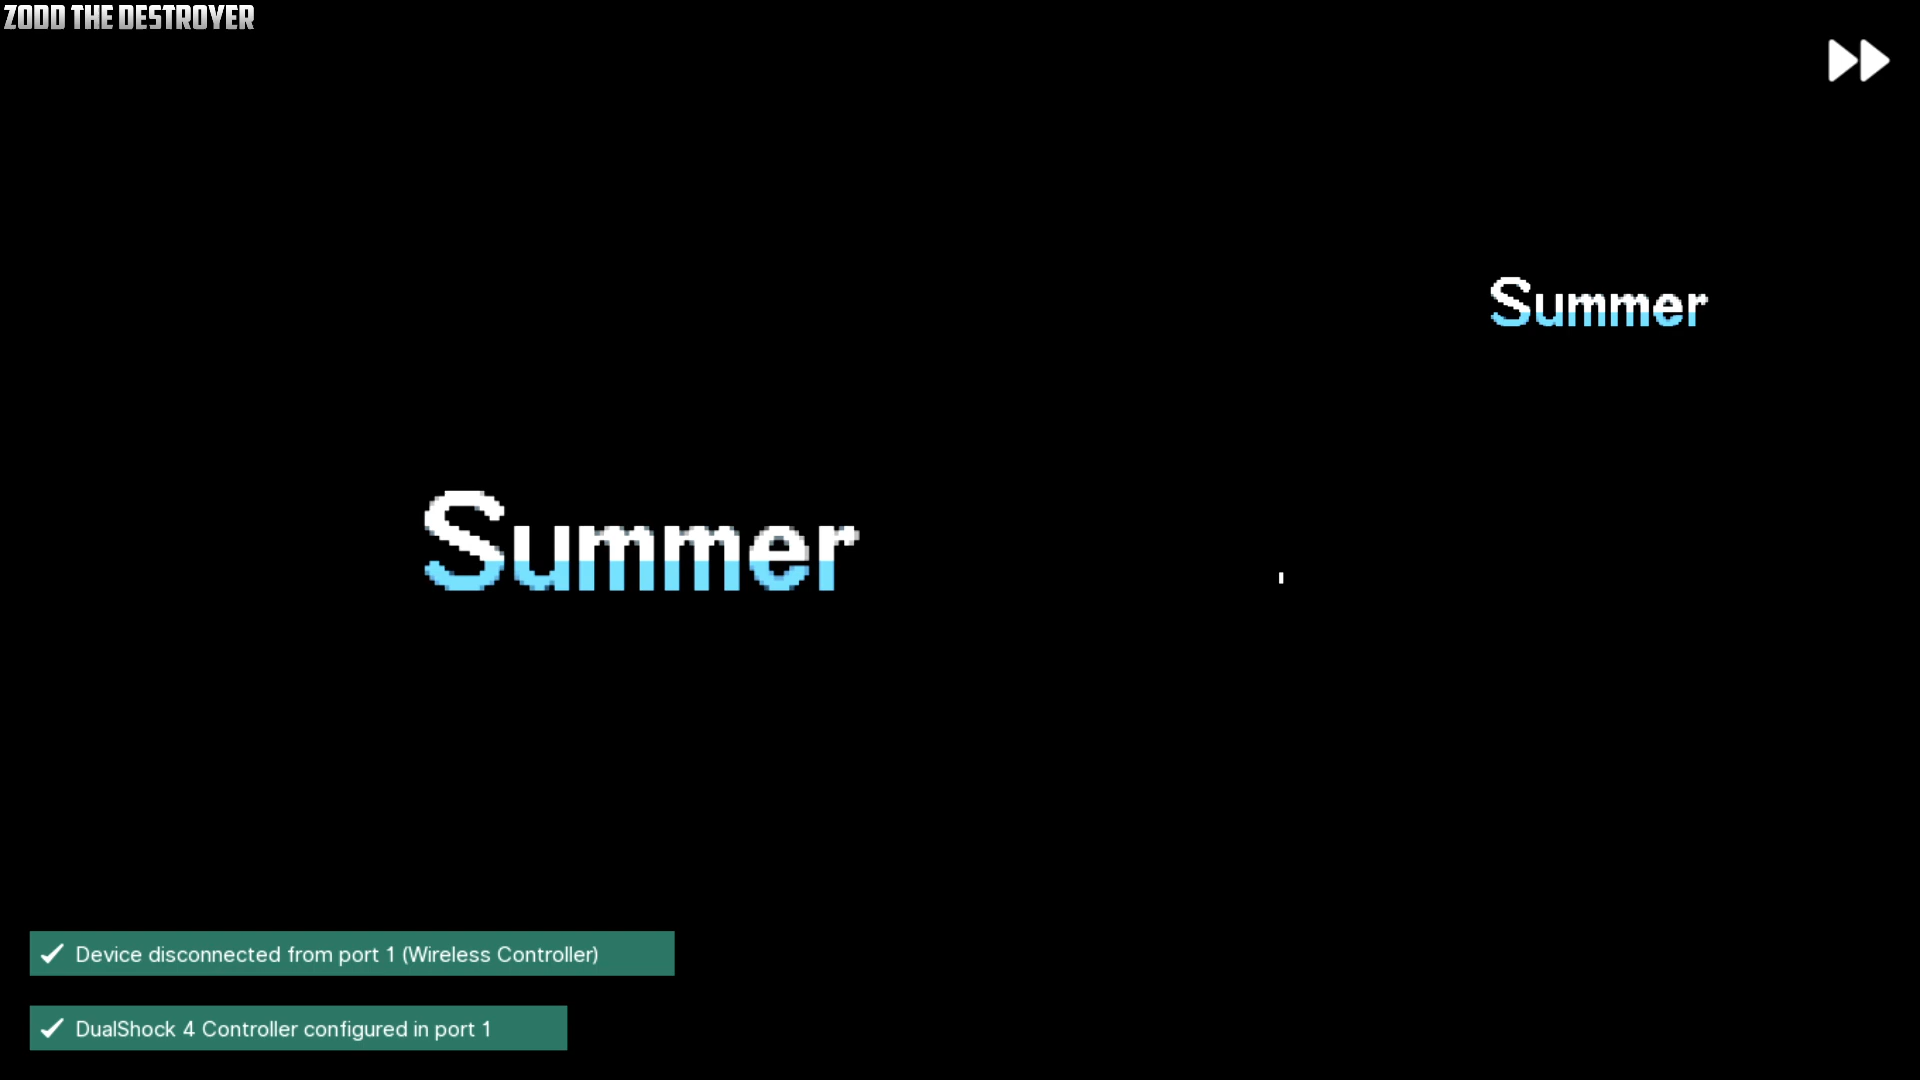 ZODD THE DESTROYER
Summer
Summer
Device disconnected from port 1 (Wireless Controller)
DualShock 4 Controller configured in port 1